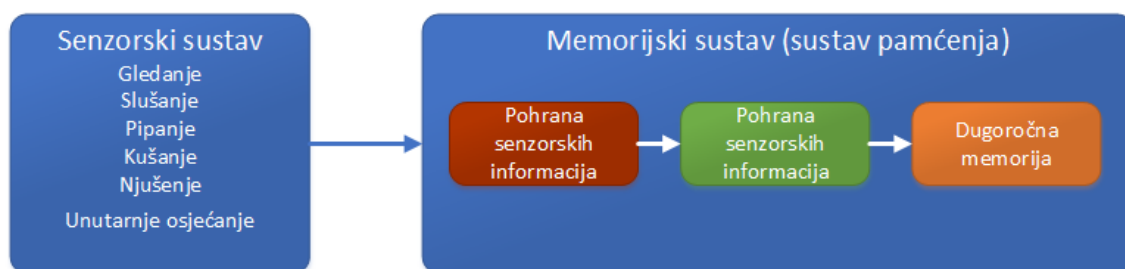 Senzorski sustav
Gledanje
Slušanje
Pipanje
Kušanje
Njušenje
Unutarnje osjećanje
Memorijski sustav (sustav pamćenja)
Pohrana
senzorskih
informacija
Pohrana
senzorskih
informacija
Dugoročna
memorija